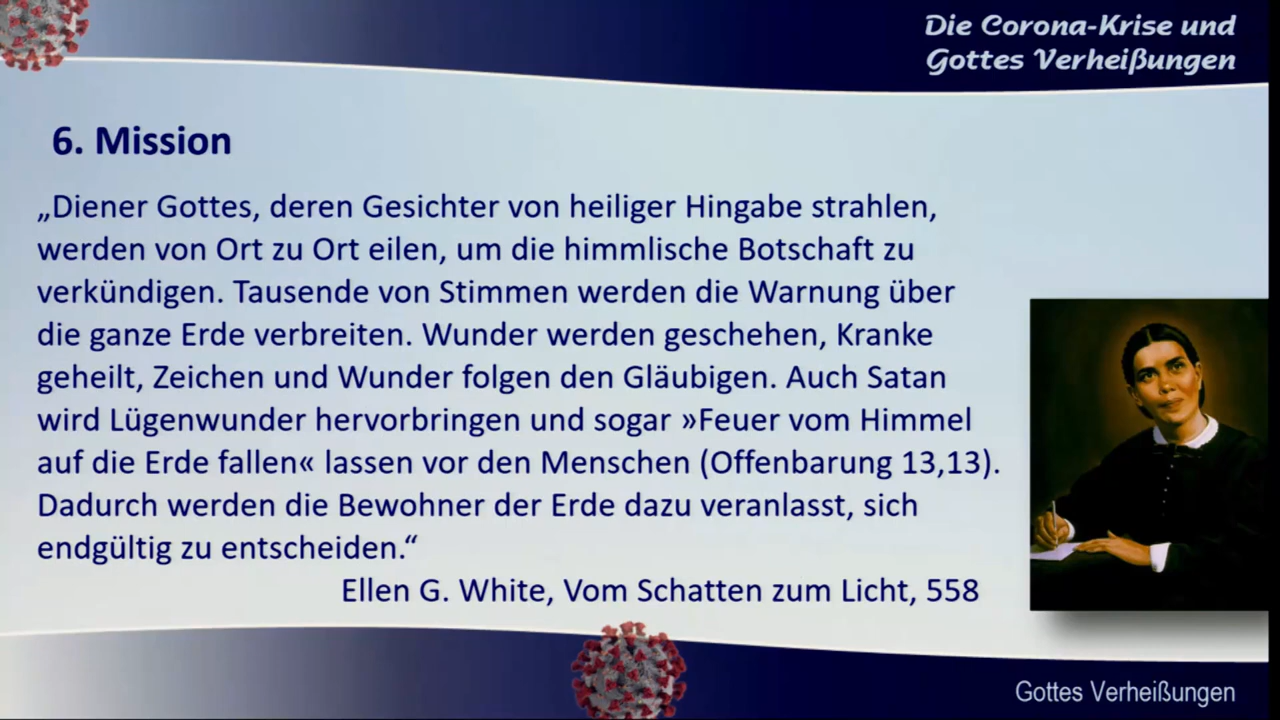 Die Corona-Krise und
Gottes Verheißungen
6. Mission
„Diener Gottes, deren Gesichter von heiliger Hingabe strahlen,
werden von Ort zu Ort eilen, um die himmlische Botschaft zu
verkündigen. Tausende von Stimmen werden die Warnung über
die ganze Erde verbreiten. Wunder werden geschehen, Kranke
geheilt, Zeichen und Wunder folgen den Gläubigen. Auch Satan
wird Lügenwunder hervorbringen und sogar »Feuer vom Himmel
auf die Erde fallen« lassen vor den Menschen (Offenbarung 13,13).
Dadurch werden die Bewohner der Erde dazu veranlasst, sich
endgültig zu entscheiden.“
Ellen G. White, Vom Schatten zum Licht, 558
Gottes Verheißungen